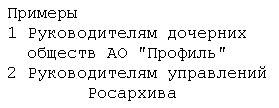 Примеры
1 Руководителям дочерних
обществ АО "Профиль"
2 Руководителям управлений
Росархива